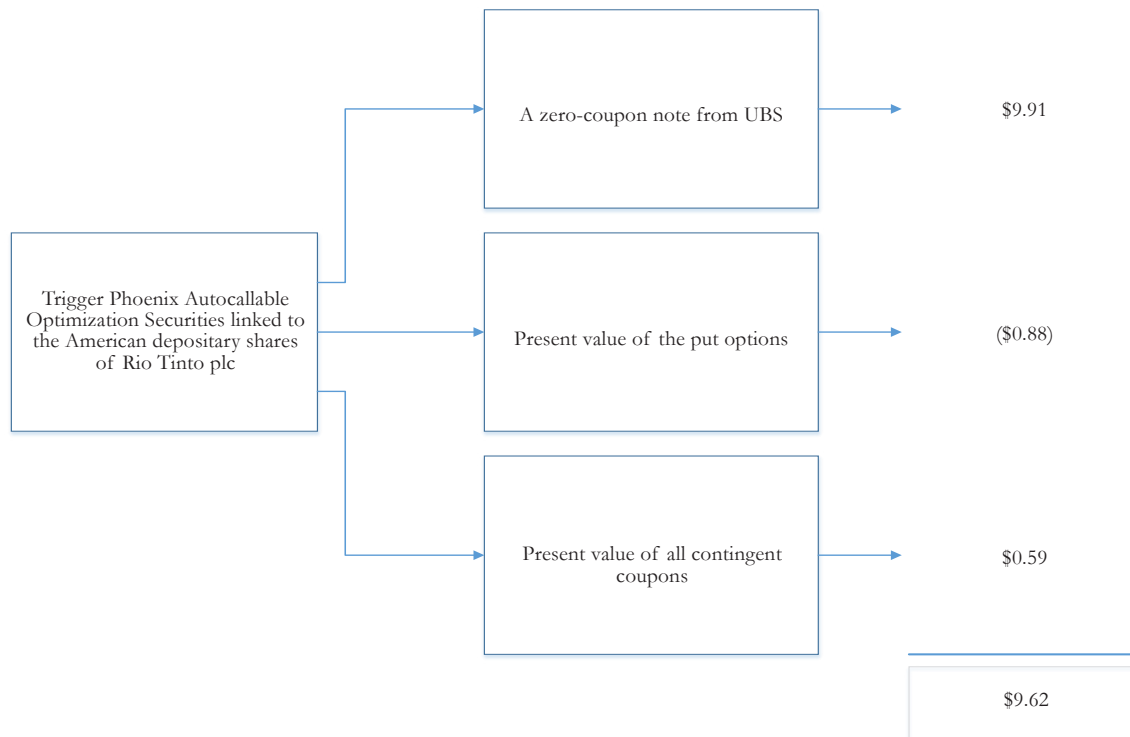 A zero-coupon note from UBS
$9.91
Trigger Phoenix Autocallable
Optimization Securities linked to
the American depositary shares
of Rio Tinto plc
Present value of the put options
($0.88)
Present value of all contingent
coupons
$0.59
$9.62